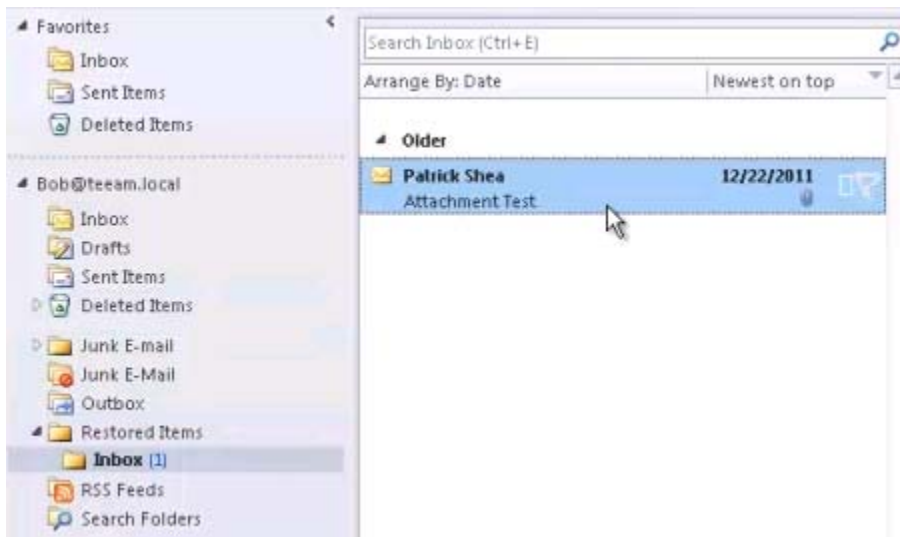 Favorites
Inbox
Sent Items
Deleted Items
Bob@teeam.local
Inbox
Drafts
Sent Items
Deleted Items
Junk E-mail
Junk E-Mail
Outbox
Restored Items
Inbox (1)
RSS Feeds
Search Folders
Search Inbox (Ctrl+E)
Arrange By: Date Newest on top
Older
Patrick Shea 12/22/2011
Attachment Test